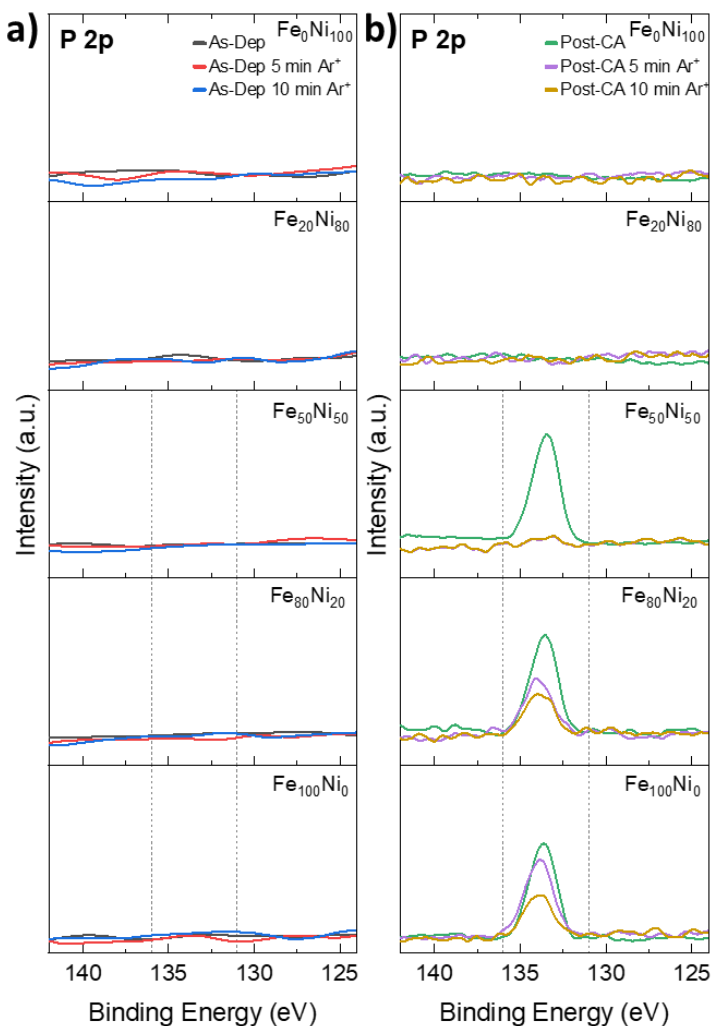 a)
P 2p
Fe₀Ni₁₀₀
As-Dep
As-Dep 5 min Ar⁺
As-Dep 10 min Ar⁺
Fe₂₀Ni₈₀
Fe₅₀Ni₅₀
Fe₈₀Ni₂₀
Fe₁₀₀Ni₀
Intensity (a.u.)
140 135 130 125
Binding Energy (eV)
b)
P 2p
Fe₀Ni₁₀₀
Post-CA
Post-CA 5 min Ar⁺
Post-CA 10 min Ar⁺
Fe₂₀Ni₈₀
Fe₅₀Ni₅₀
Fe₈₀Ni₂₀
Fe₁₀₀Ni₀
Intensity (a.u.)
140 135 130 125
Binding Energy (eV)